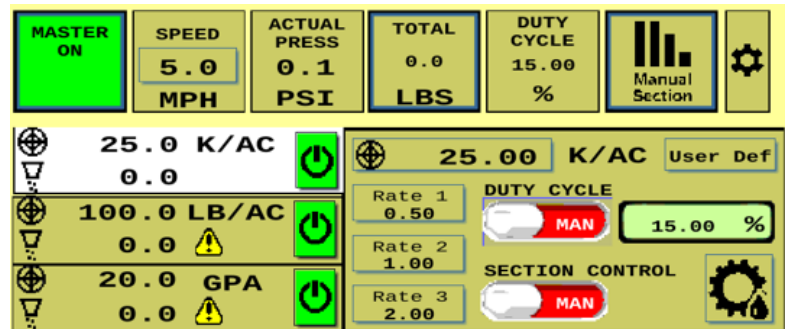 MASTER
ON
SPEED
5.0
MPH
ACTUAL
PRESS
0.1
PSI
TOTAL
0.0
LBS
DUTY
CYCLE
15.00
%
Manual
Section
25.0 K/AC
0.0
100.0 LB/AC
0.0
20.0 GPA
0.0
25.00 K/AC User Def
Rate 1
0.50
Rate 2
1.00
Rate 3
2.00
DUTY CYCLE
MAN
15.00 %
SECTION CONTROL
MAN